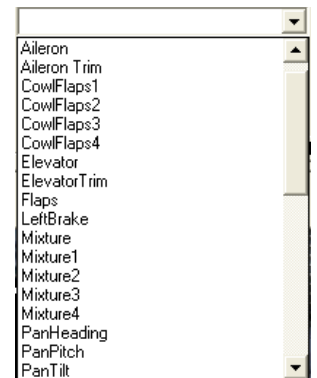 Aileron
Aileron Trim
CowlFlaps1
CowlFlaps2
CowlFlaps3
CowlFlaps4
Elevator
ElevatorTrim
Flaps
LeftBrake
Mixture
Mixture1
Mixture2
Mixture3
Mixture4
PanHeading
PanPitch
PanTilt